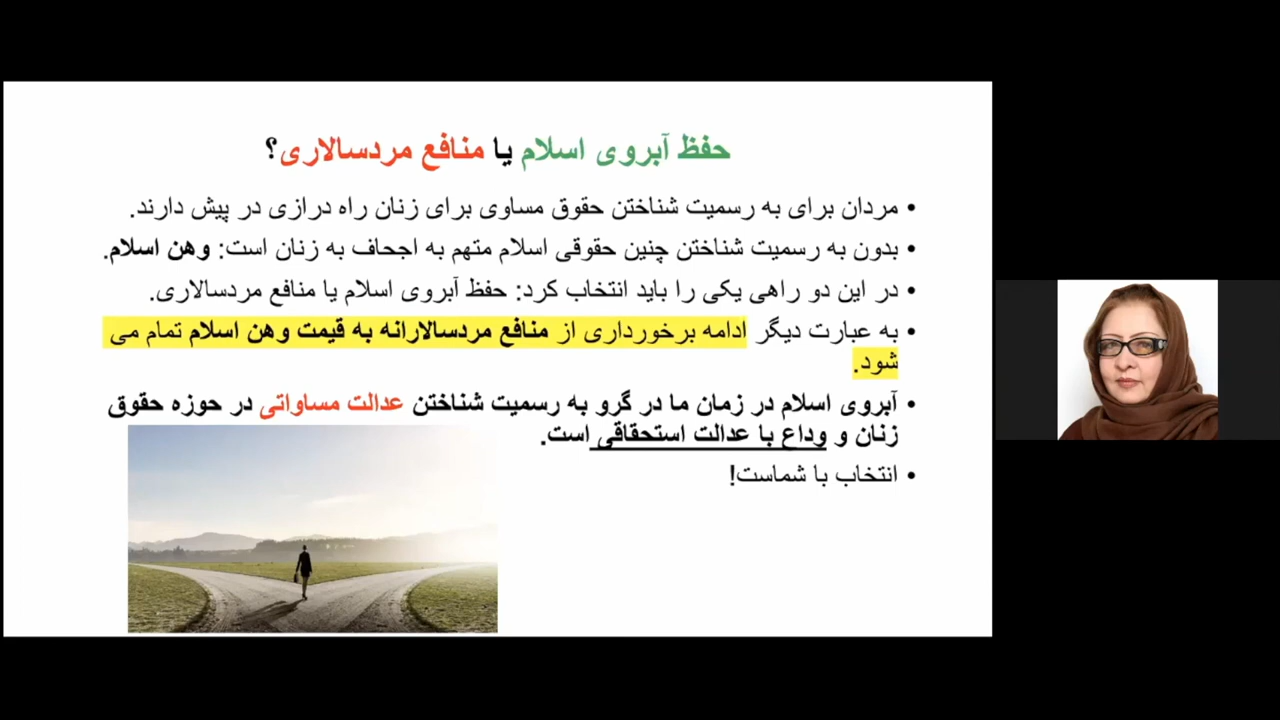 حفظ آبروی اسلام یا منافع مردسالاری؟
• مردان برای به رسمیت شناختن حقوق مساوی برای زنان راه درازی در پیش دارند.
• بدون به رسمیت شناختن چنین حقوقی اسلام متهم به اجحاف به زنان است: وهن اسلام.
• در این دو راهی یکی را باید انتخاب کرد: حفظ آبروی اسلام یا منافع مردسالاری.
• به عبارت دیگر ادامه برخورداری از منافع مردسالارانه به قیمت وهن اسلام تمام می
شود.
• آبروی اسلام در زمان ما در گرو به رسمیت شناختن عدالت مساواتی در حوزه حقوق
زنان و وداع با عدالت استحقاقی است.
• انتخاب با شماست!